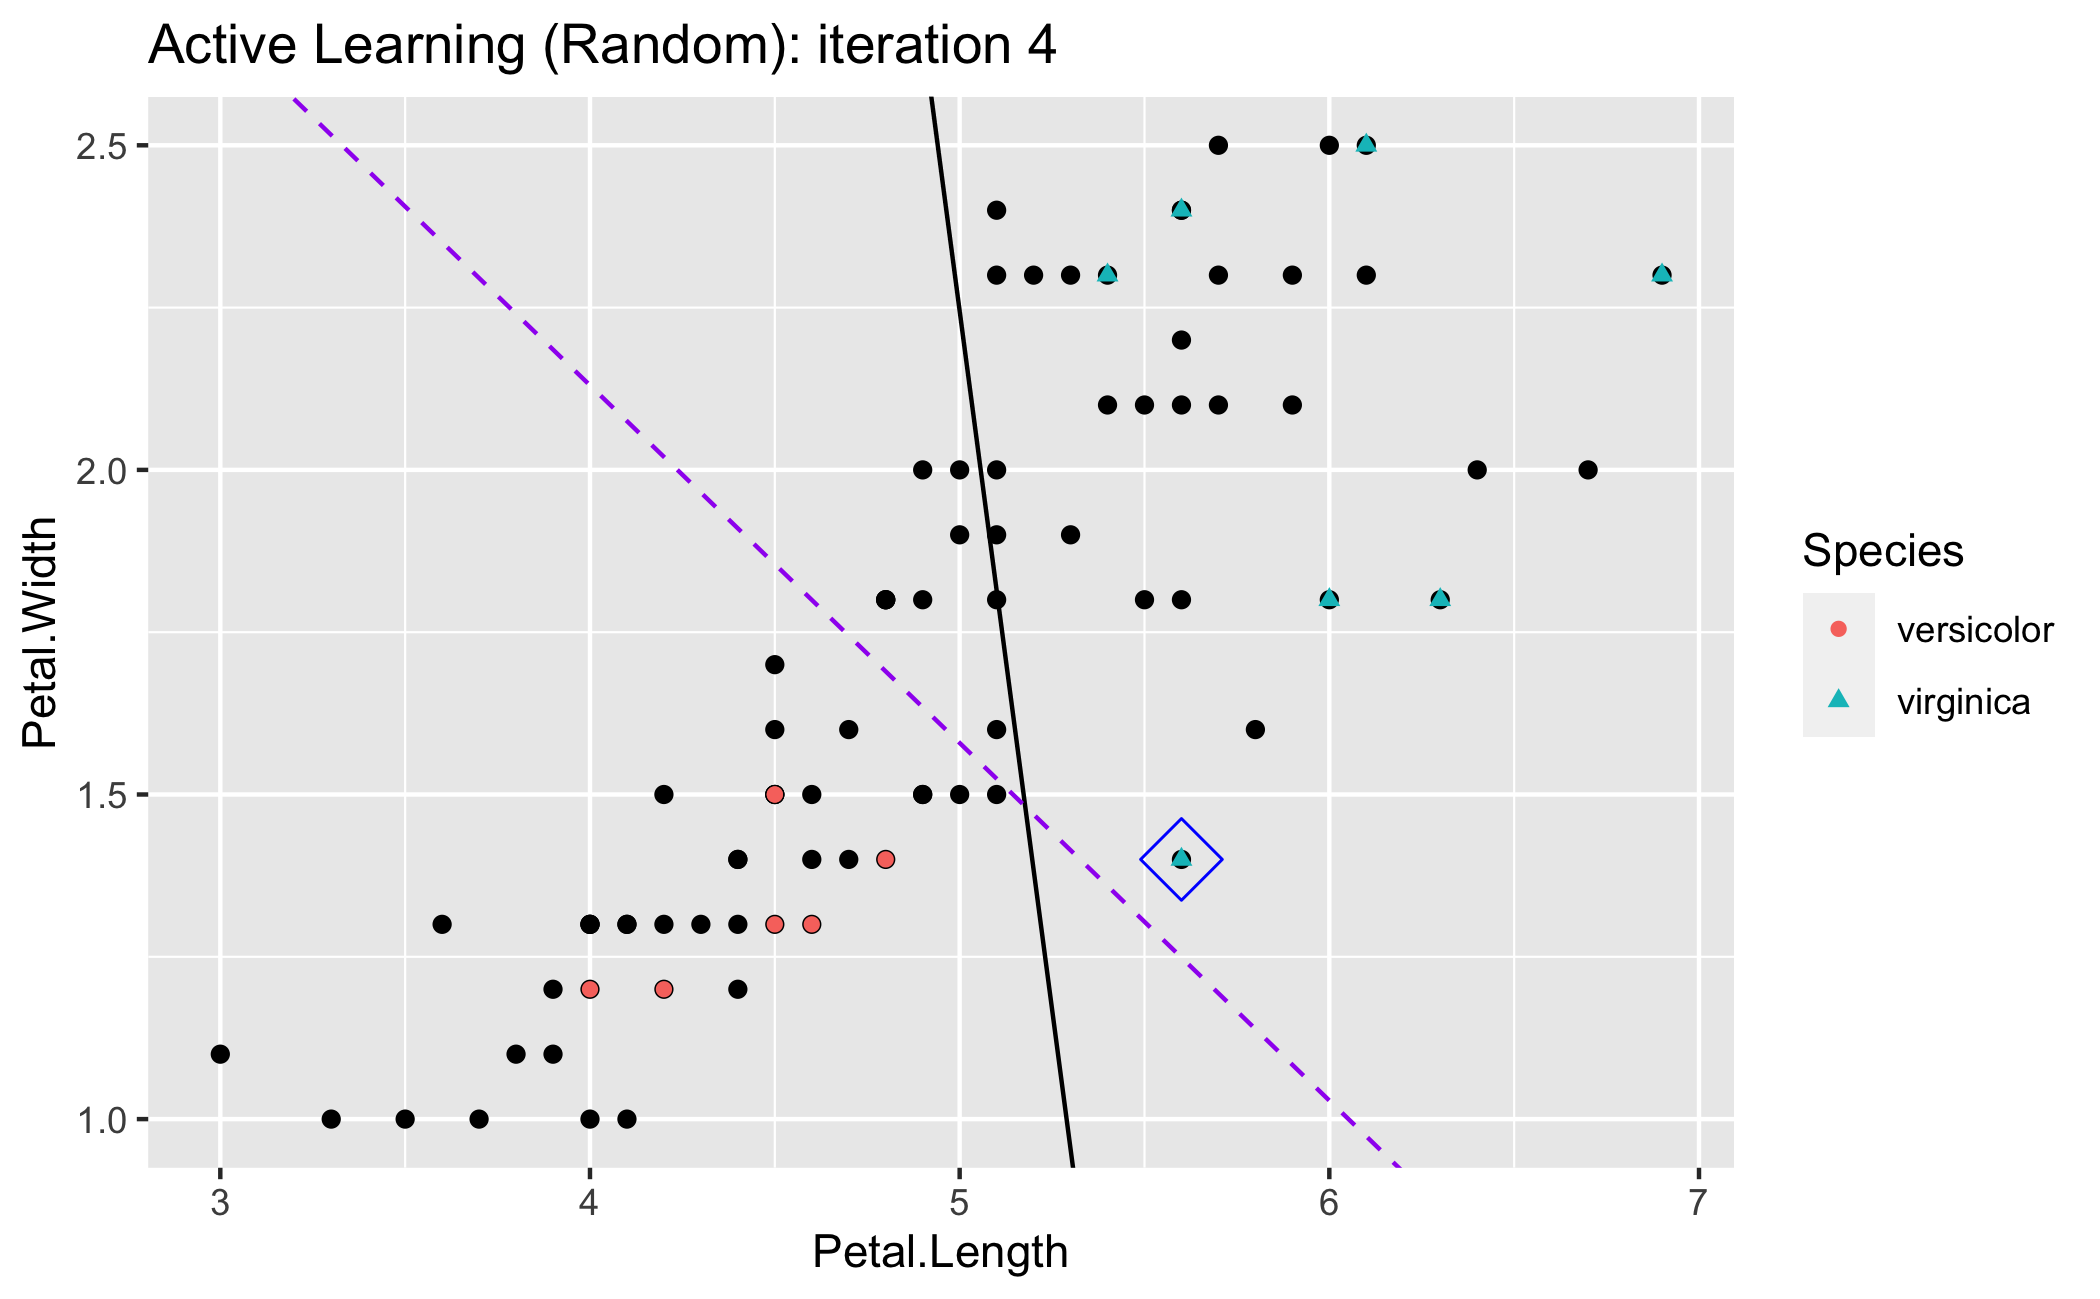 Active Learning (Random): iteration 4
2.5
2.0
1.5
1.0
Petal.Width
3 4 5 6 7
Petal.Length
Species
versicolor
virginica